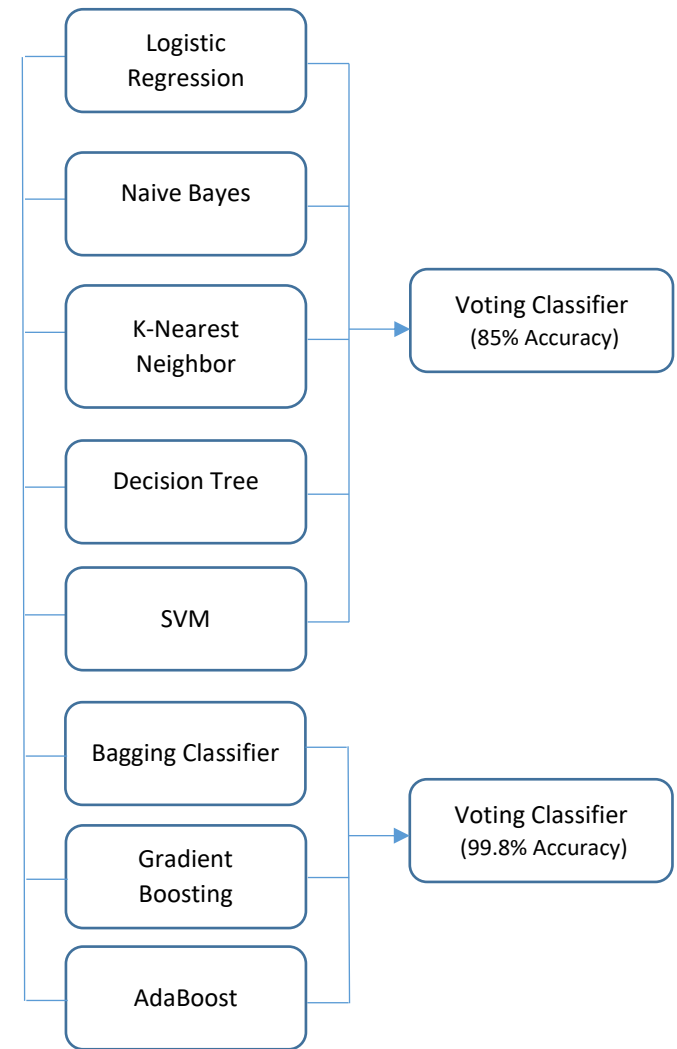 Logistic
Regression
Naive Bayes
K-Nearest
Neighbor
Decision Tree
SVM
Bagging Classifier
Gradient
Boosting
AdaBoost
Voting Classifier
(85% Accuracy)
Voting Classifier
(99.8% Accuracy)